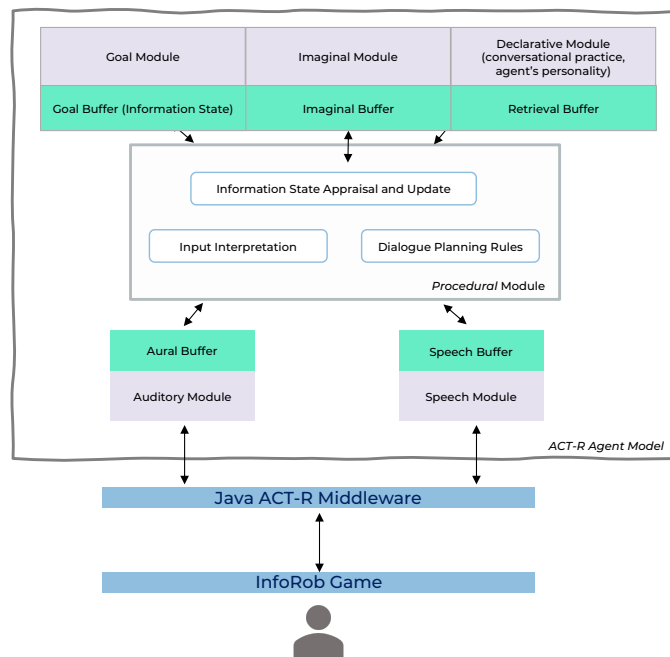 Goal Module
Imaginal Module
Declarative Module
(conversational practice,
agent's personality)
Goal Buffer (Information State)
Imaginal Buffer
Retrieval Buffer
Information State Appraisal and Update
Input Interpretation
Dialogue Planning Rules
Procedural Module
Aural Buffer
Speech Buffer
Auditory Module
Speech Module
ACT-R Agent Model
Java ACT-R Middleware
InfoRob Game